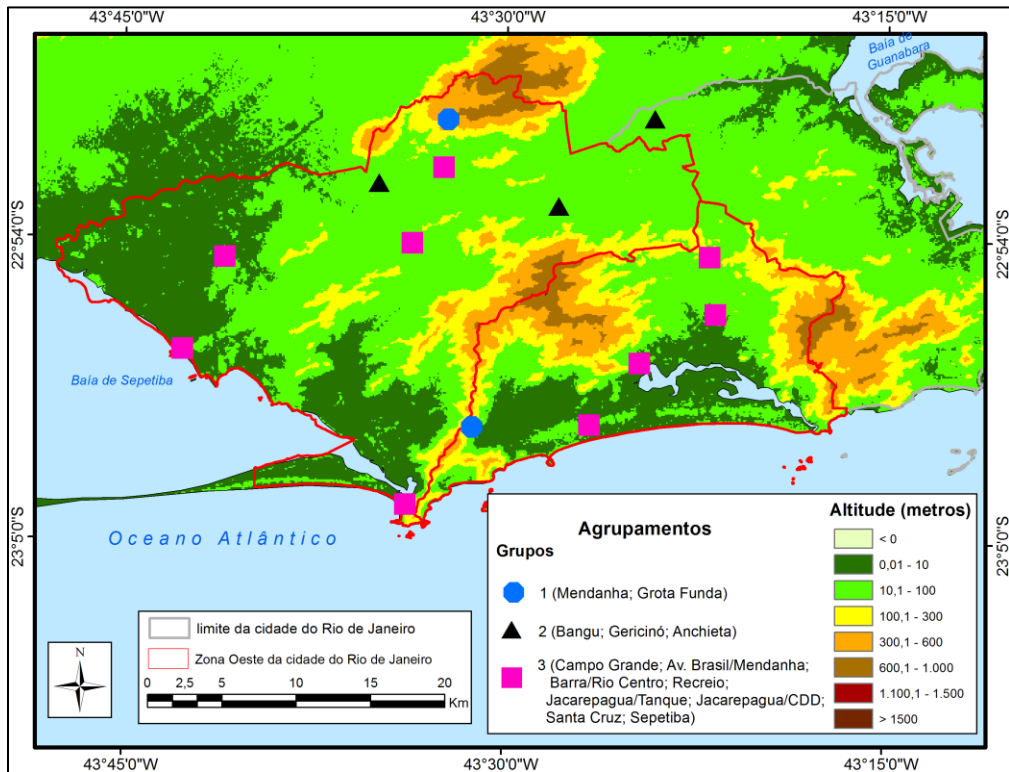 43°45'0"W
43°30'0"W
43°15'0"W
Baía de
Guanabara
22°54'0"S
22°54'0"S
Baía de Sepetiba
Oceano Atlântico
23°5'0"S
23°5'0"S
Agrupamentos
Grupos
1 (Mendanha; Grota Funda)
2 (Bangu; Gericinó; Anchieta)
3 (Campo Grande; Av. Brasil/Mendanha;
Barra/Rio Centro; Recreio;
Jacarepagua/Tanque; Jacarepagua/CDD;
Santa Cruz; Sepetiba)
Altitude (metros)
< 0
0,01 - 10
10,1 - 100
100,1 - 300
300,1 - 600
600,1 - 1.000
1.100,1 - 1.500
> 1500
N
limite da cidade do Rio de Janeiro
Zona Oeste da cidade do Rio de Janeiro
0 2,5 5 10 15 20
Km
43°45'0"W
43°30'0"W
43°15'0"W